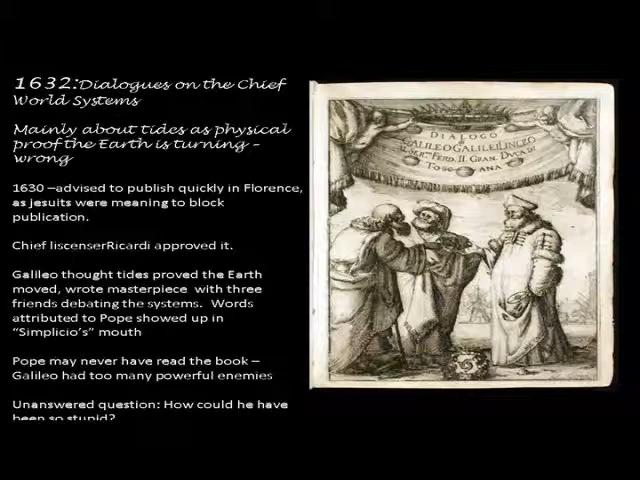 1632:Dialogues on the Chief
World Systems
Mainly about tides as physical
proof the Earth is turning –
wrong
1630 –advised to publish quickly in Florence,
as jesuits were meaning to block
publication.
Chief liscenserRicardi approved it.
Galileo thought tides proved the Earth
moved, wrote masterpiece with three
friends debating the systems. Words
attributed to Pope showed up in
"Simplicio's" mouth
Pope may never have read the book –
Galileo had too many powerful enemies
Unanswered question: How could he have
been so stupid?
DIALOGO
GALILEO GALILEI LINCEO
FERD. II. GRAN. DVCA DI
TOSCANA